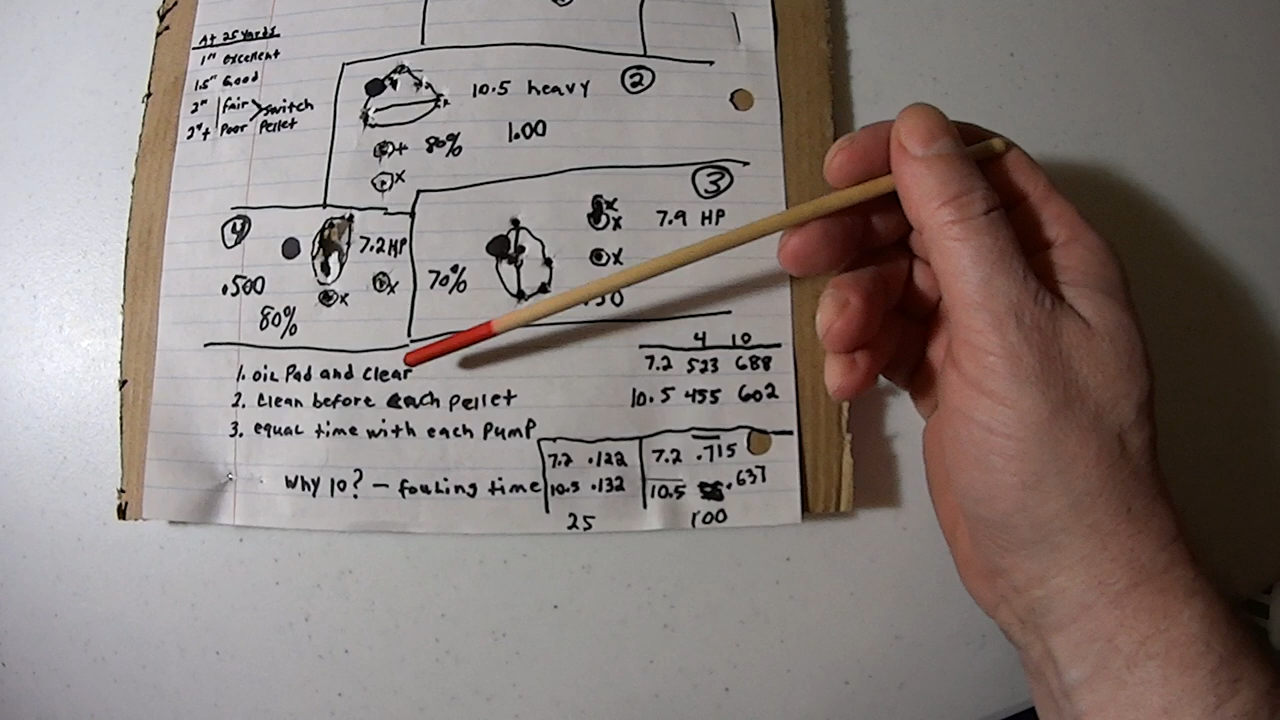 At 25 yards
1" excellent
1.5" Good
2" fair switch
2"+ Poor Pellet
10.5 heavy 2
80% 1.00
3
7.9 HP
70%
4
7.2 HP
.500
80%
1. oil Pad and Clear
2. Clean before each Pellet
3. equal time with each Pump
Why 10? - fouling time
4 10
7.2 523 688
10.5 455 602
7.2 .122
10.5 .132
25
7.2 .715
10.5 .637
100